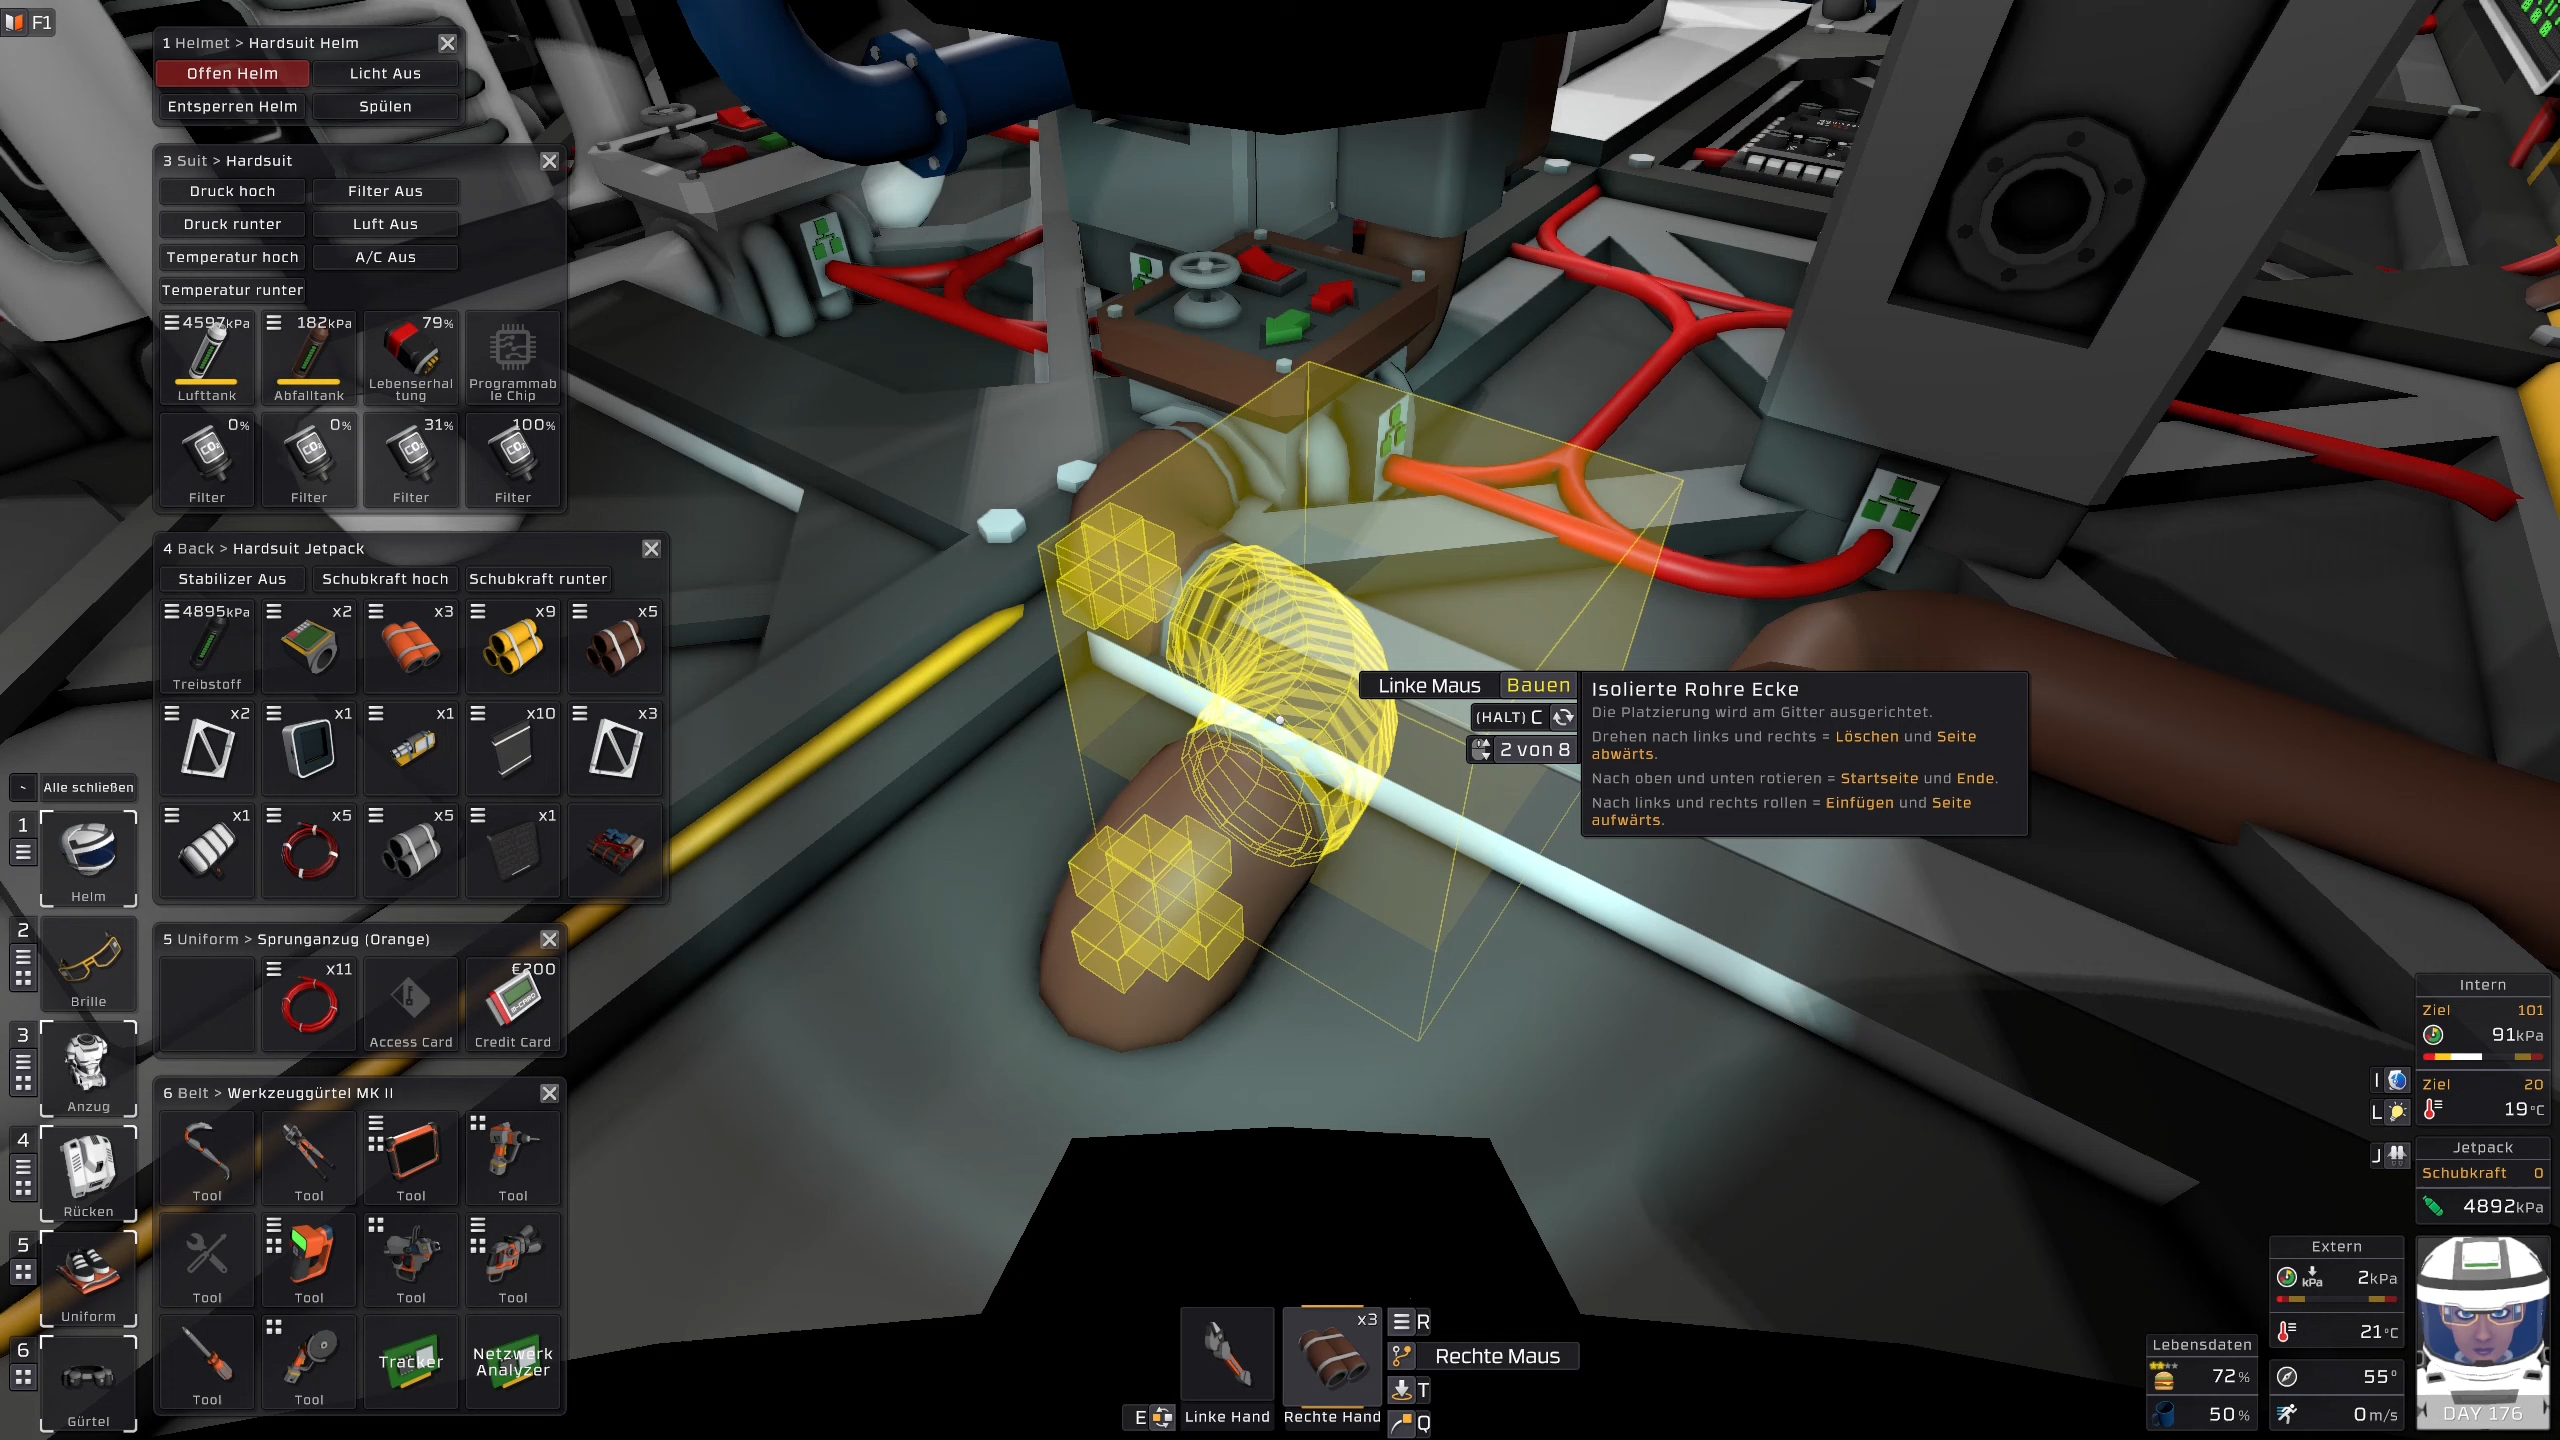 F1
1 Helmet > Hardsuit Helm
Offen Helm
Licht Aus
Entsperren Helm
Spülen
3 Suit > Hardsuit
Druck hoch
Filter Aus
Druck runter
Luft Aus
Temperatur hoch
A/C Aus
Temperatur runter
4597kPa
182kPa
79%
Lufttank
Abfalltank
Lebenserhal
tung
Programmab
le Chip
0%
0%
31%
100%
CO₂
CO₂
CO₂
CO₂
Filter
Filter
Filter
Filter
4 Back > Hardsuit Jetpack
Stabilizer Aus
Schubkraft hoch
Schubkraft runter
4895kPa
x2
x3
x9
x5
Treibstoff
x2
x1
x1
x10
x3
x1
x5
x5
x1
5 Uniform > Sprunganzug (Orange)
x11
€200
Access Card
Credit Card
6 Belt > Werkzeuggürtel MK II
Tool
Tool
Tool
Tool
Tool
Tool
Tool
Tool
Tool
Tool
Tracker
Netzwerk
Analyzer
~
Alle schließen
1
Helm
2
Brille
3
Anzug
4
Rücken
5
Uniform
6
Gürtel
Linke Maus
Bauen
(HALT) C
2 von 8
Isolierte Rohre Ecke
Die Platzierung wird am Gitter ausgerichtet.
Drehen nach links und rechts = Löschen und Seite
abwärts.
Nach oben und unten rotieren = Startseite und Ende.
Nach links und rechts rollen = Einfügen und Seite
aufwärts.
x3
R
Rechte Maus
T
Q
E
Linke Hand
Rechte Hand
Intern
Ziel 101
91kPa
I
Ziel 20
L
19°C
Jetpack
J
Schubkraft 0
4892kPa
Extern
kPa
2kPa
21°C
55°
0m/s
Lebensdaten
72%
50%
DAY 176